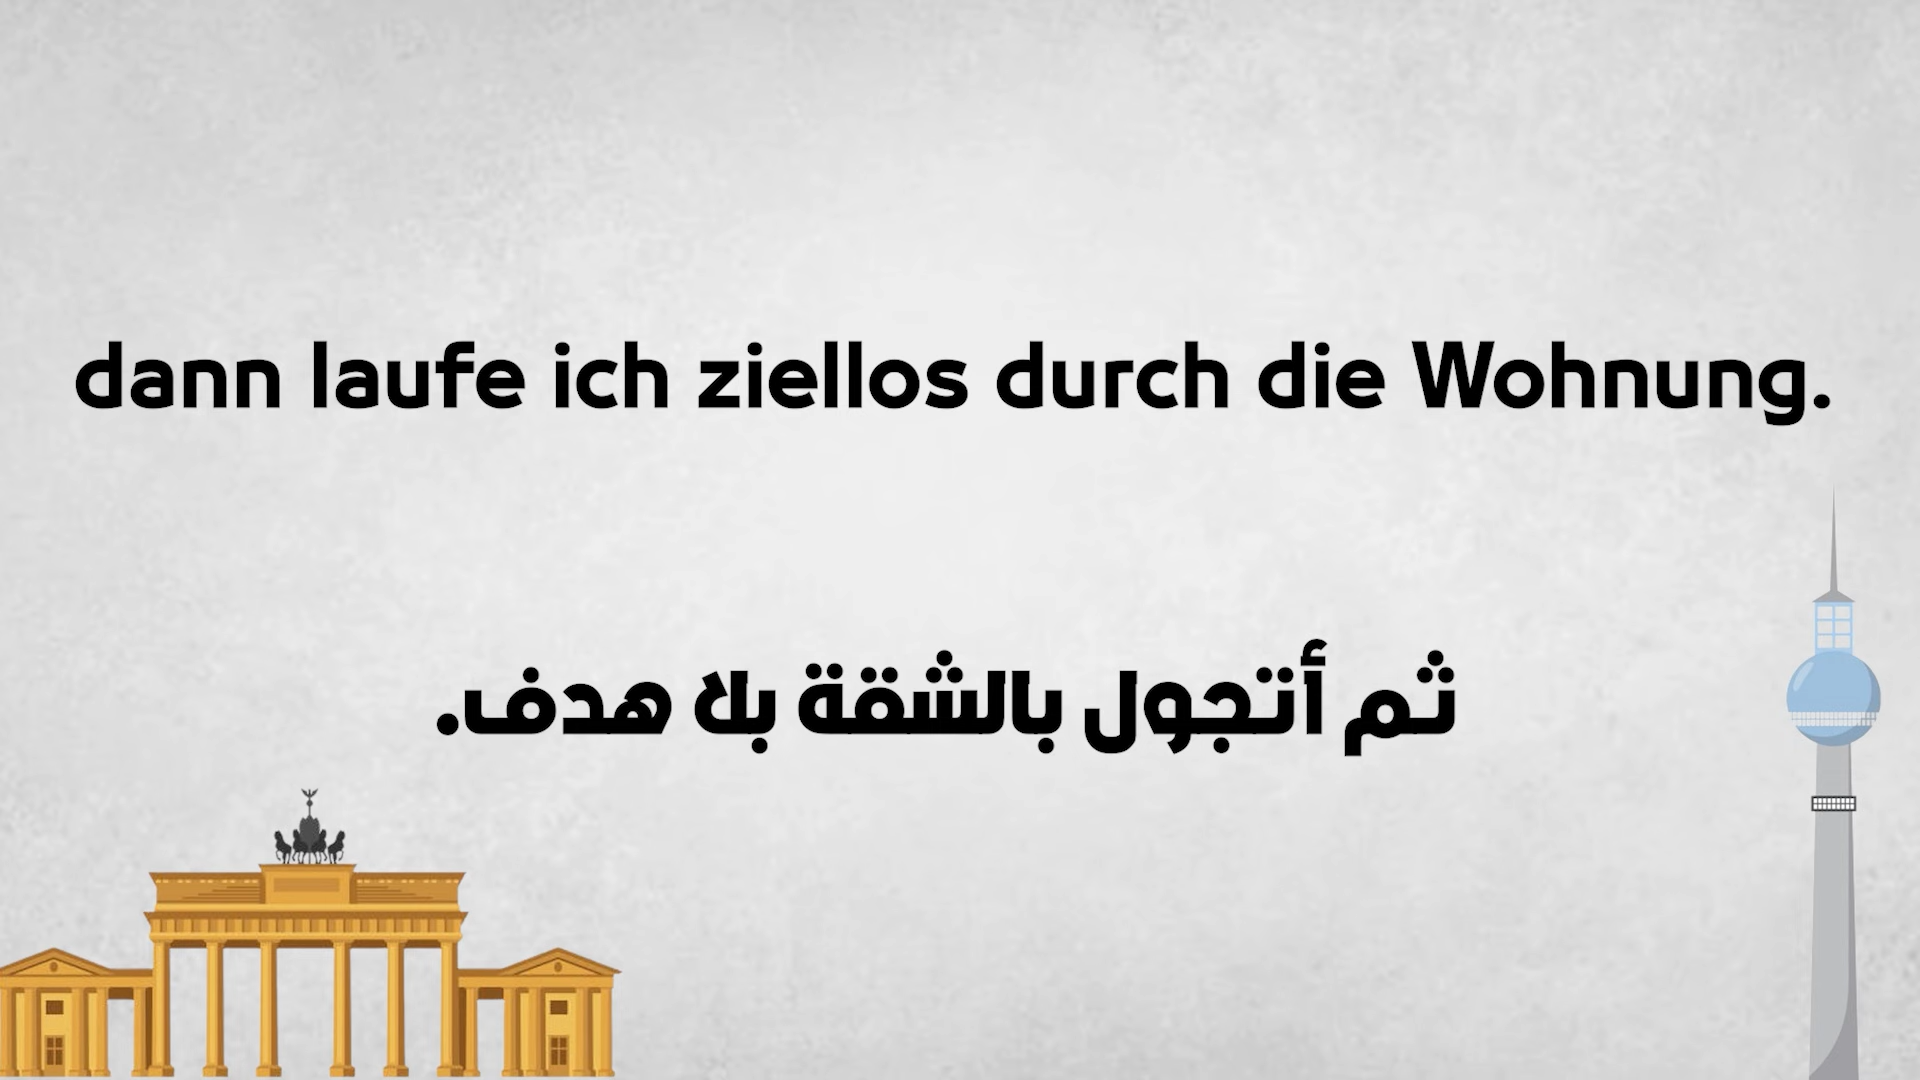 dann laufe ich ziellos durch die Wohnung.
ثم أتجول بالشقة بلا هدف.